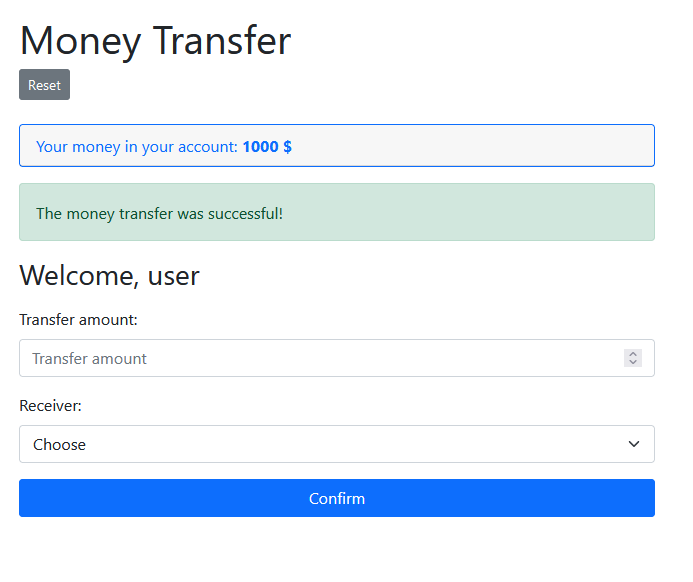 Money Transfer
Reset
Your money in your account: 1000 $
The money transfer was successful!
Welcome, user
Transfer amount:
Transfer amount
Receiver:
Choose
Confirm